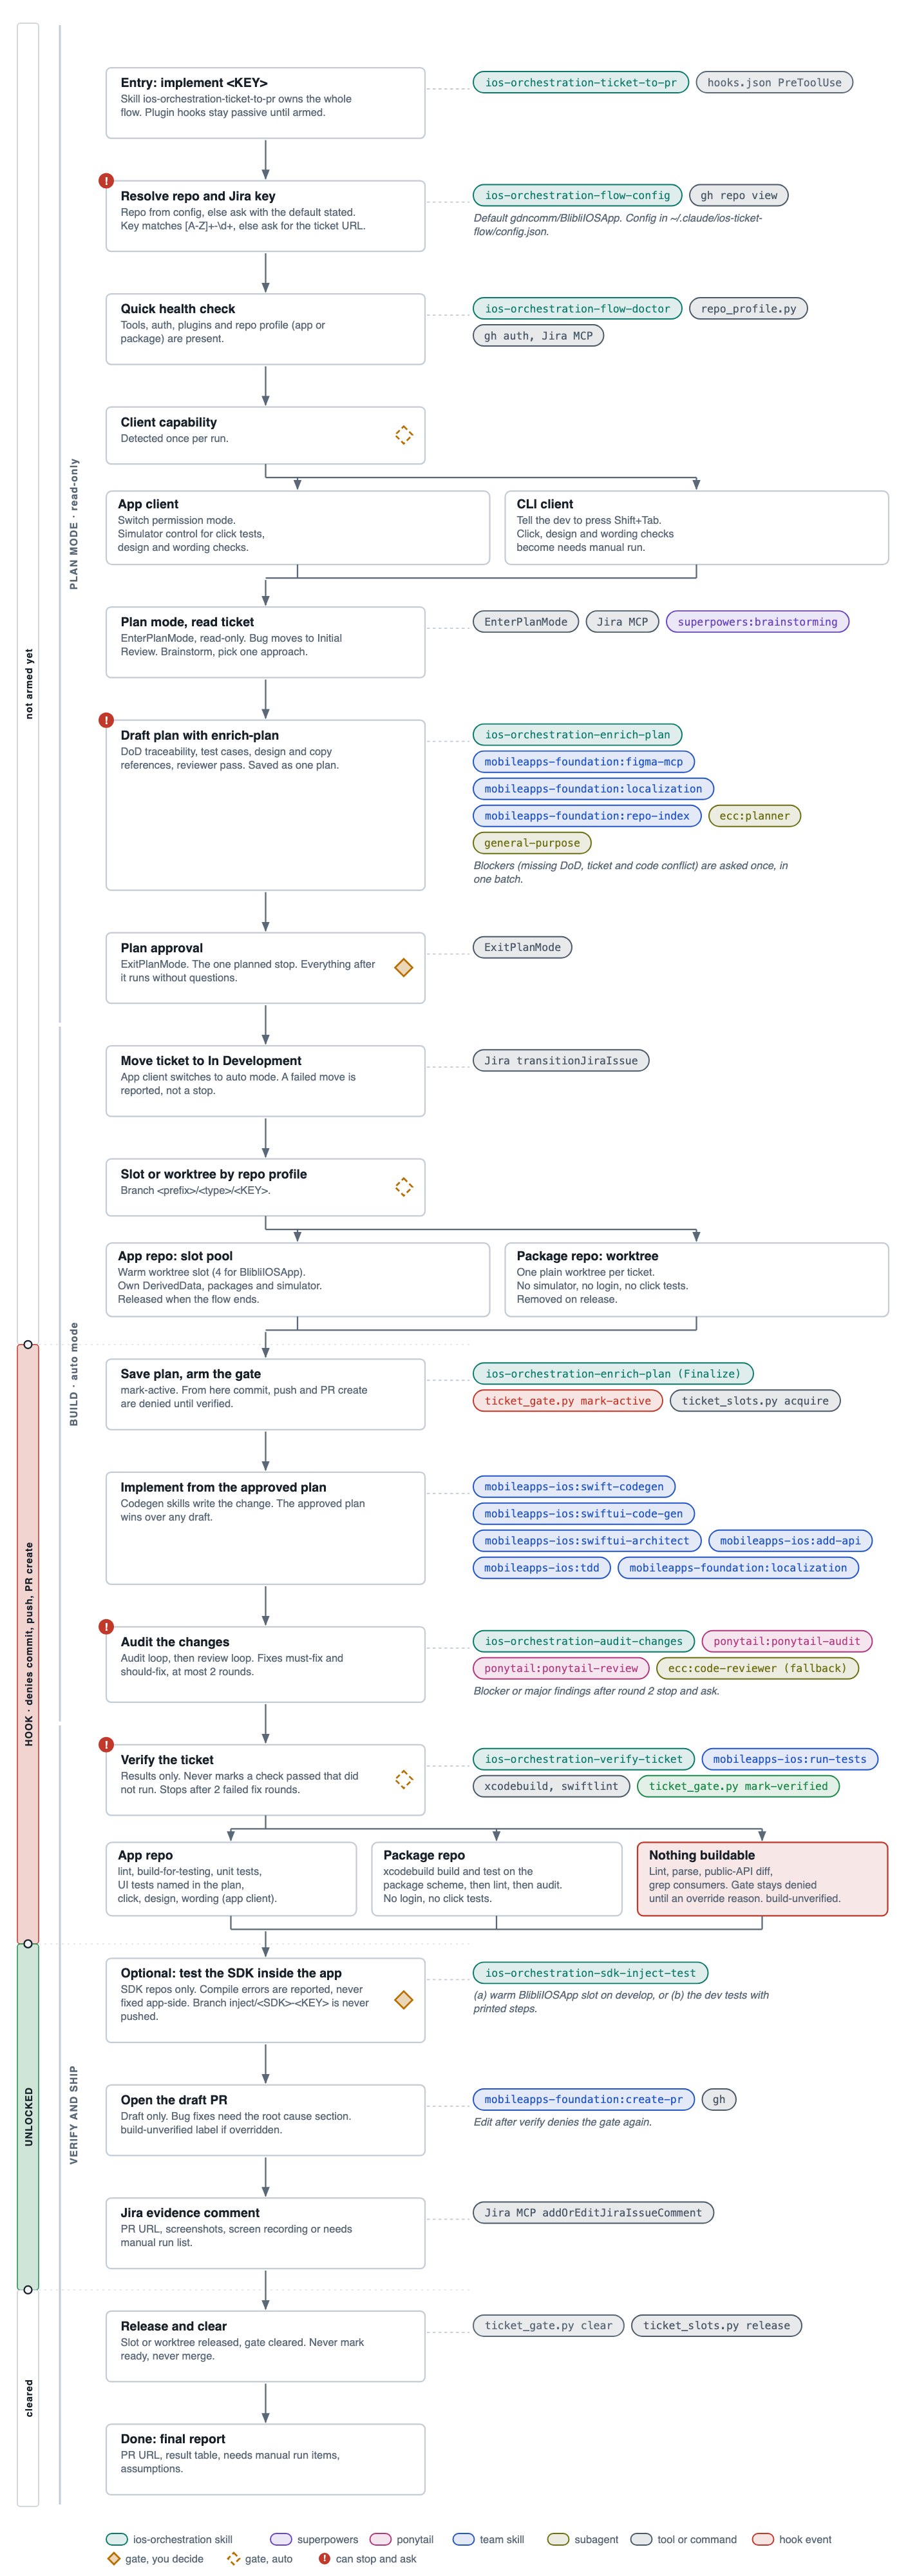 Entry: implement <KEY>
Skill ios-orchestration-ticket-to-pr owns the whole
flow. Plugin hooks stay passive until armed.
ios-orchestration-ticket-to-pr
hooks.json PreToolUse
!
Resolve repo and Jira key
Repo from config, else ask with the default stated.
Key matches [A-Z]+-\d+, else ask for the ticket URL.
ios-orchestration-flow-config
gh repo view
Default gdncomm/BlibliIOSApp. Config in ~/.claude/ios-ticket-
flow/config.json.
Quick health check
Tools, auth, plugins and repo profile (app or
package) are present.
ios-orchestration-flow-doctor
repo_profile.py
gh auth, Jira MCP
Client capability
Detected once per run.
App client
Switch permission mode.
Simulator control for click tests,
design and wording checks.
CLI client
Tell the dev to press Shift+Tab.
Click, design and wording checks
become needs manual run.
PLAN MODE · read-only
not armed yet
Plan mode, read ticket
EnterPlanMode, read-only. Bug moves to Initial
Review. Brainstorm, pick one approach.
EnterPlanMode
Jira MCP
superpowers:brainstorming
!
Draft plan with enrich-plan
DoD traceability, test cases, design and copy
references, reviewer pass. Saved as one plan.
ios-orchestration-enrich-plan
mobileapps-foundation:figma-mcp
mobileapps-foundation:localization
mobileapps-foundation:repo-index
ecc:planner
general-purpose
Blockers (missing DoD, ticket and code conflict) are asked once, in
one batch.
Plan approval
ExitPlanMode. The one planned stop. Everything after
it runs without questions.
ExitPlanMode
Move ticket to In Development
App client switches to auto mode. A failed move is
reported, not a stop.
Jira transitionJiraIssue
Slot or worktree by repo profile
Branch <prefix>/<type>/<KEY>.
App repo: slot pool
Warm worktree slot (4 for BlibliIOSApp).
Own DerivedData, packages and simulator.
Released when the flow ends.
Package repo: worktree
One plain worktree per ticket.
No simulator, no login, no click tests.
Removed on release.
BUILD · auto mode
Save plan, arm the gate
mark-active. From here commit, push and PR create
are denied until verified.
ios-orchestration-enrich-plan (Finalize)
ticket_gate.py mark-active
ticket_slots.py acquire
Implement from the approved plan
Codegen skills write the change. The approved plan
wins over any draft.
mobileapps-ios:swift-codegen
mobileapps-ios:swiftui-code-gen
mobileapps-ios:swiftui-architect
mobileapps-ios:add-api
mobileapps-ios:tdd
mobileapps-foundation:localization
HOOK · denies commit, push, PR create
!
Audit the changes
Audit loop, then review loop. Fixes must-fix and
should-fix, at most 2 rounds.
ios-orchestration-audit-changes
ponytail:ponytail-audit
ponytail:ponytail-review
ecc:code-reviewer (fallback)
Blocker or major findings after round 2 stop and ask.
!
Verify the ticket
Results only. Never marks a check passed that did
not run. Stops after 2 failed fix rounds.
ios-orchestration-verify-ticket
mobileapps-ios:run-tests
xcodebuild, swiftlint
ticket_gate.py mark-verified
App repo
lint, build-for-testing, unit tests,
UI tests named in the plan,
click, design, wording (app client).
Package repo
xcodebuild build and test on the
package scheme, then lint, then audit.
No login, no click tests.
Nothing buildable
Lint, parse, public-API diff,
grep consumers. Gate stays denied
until an override reason. build-unverified.
Optional: test the SDK inside the app
SDK repos only. Compile errors are reported, never
fixed app-side. Branch inject/<SDK>-<KEY> is never
pushed.
ios-orchestration-sdk-inject-test
(a) warm BlibliIOSApp slot on develop, or (b) the dev tests with
printed steps.
UNLOCKED
VERIFY AND SHIP
Open the draft PR
Draft only. Bug fixes need the root cause section.
build-unverified label if overridden.
mobileapps-foundation:create-pr
gh
Edit after verify denies the gate again.
Jira evidence comment
PR URL, screenshots, screen recording or needs
manual run list.
Jira MCP addOrEditJiraIssueComment
Release and clear
Slot or worktree released, gate cleared. Never mark
ready, never merge.
ticket_gate.py clear
ticket_slots.py release
cleared
Done: final report
PR URL, result table, needs manual run items,
assumptions.
ios-orchestration skill
superpowers
ponytail
team skill
subagent
tool or command
hook event
gate, you decide
gate, auto
!
can stop and ask